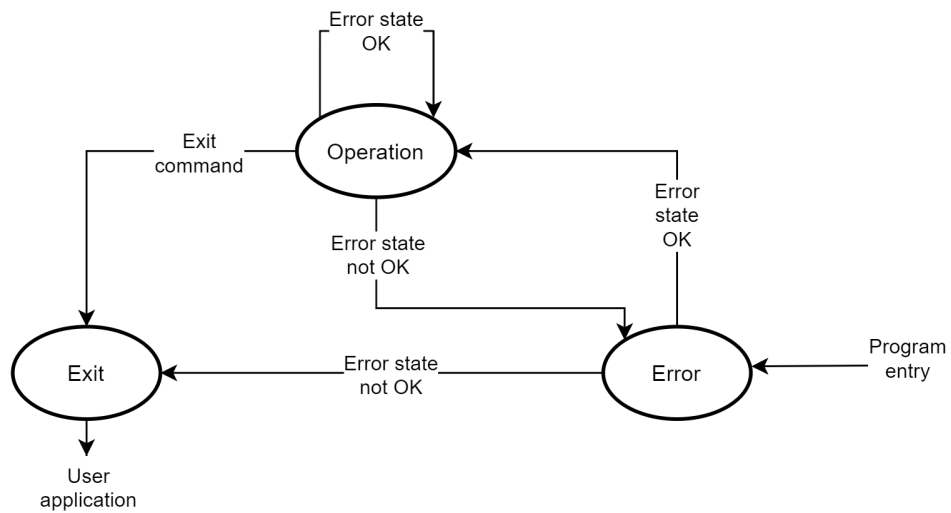 Error state
OK
Exit
command
Operation
Error
state
OK
Error state
not OK
Program
entry
Exit
Error state
not OK
Error
User
application